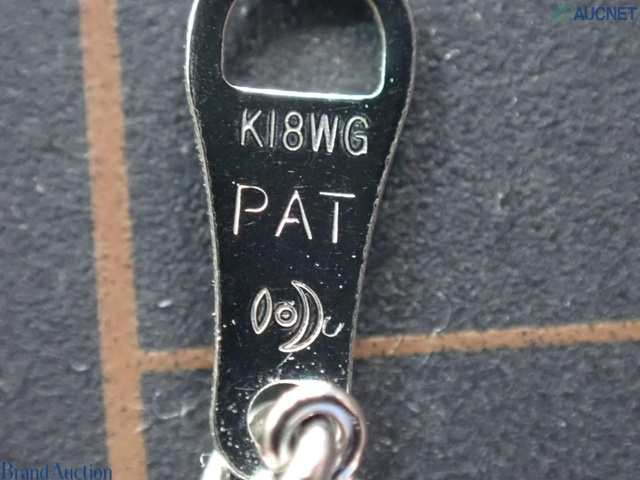 AUCNET
K18WG
PAT
Brand Auction